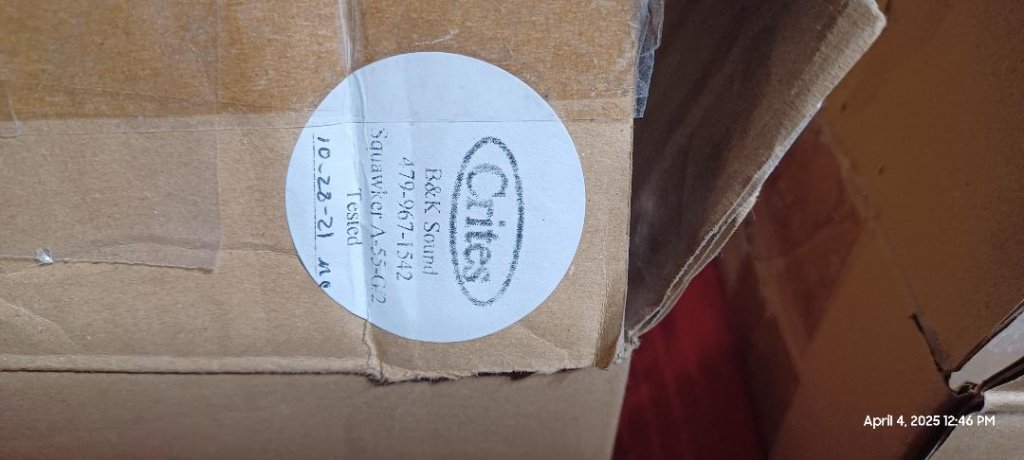 Crites
B&K Sound
479-967-1542
Squawker A-55-G2
Tested
10-28-21
April 4, 2025 12:46 PM